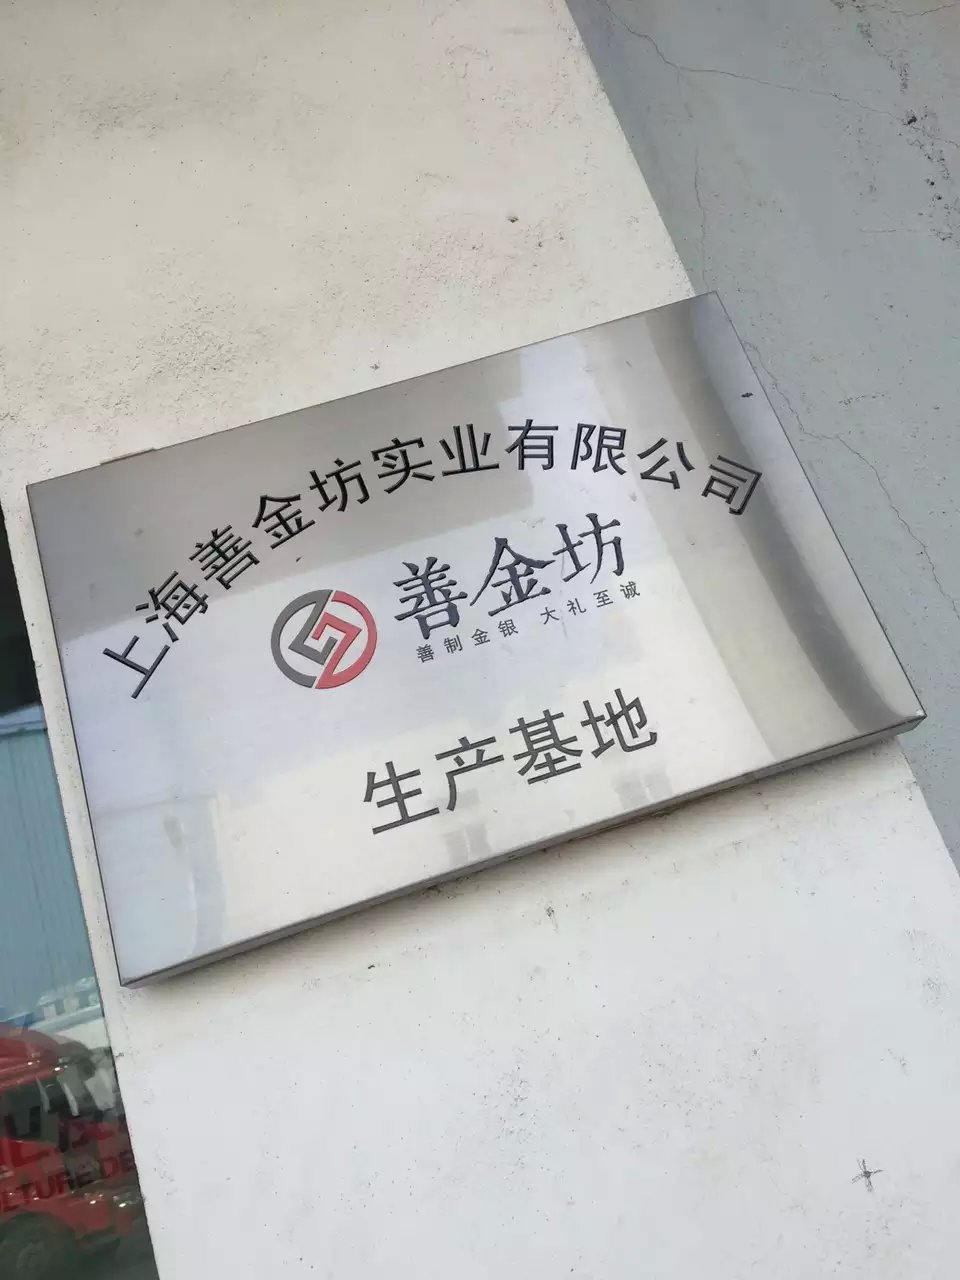 上海善金坊实业有限公司
善金坊
善制金银 大礼至诚
生产基地